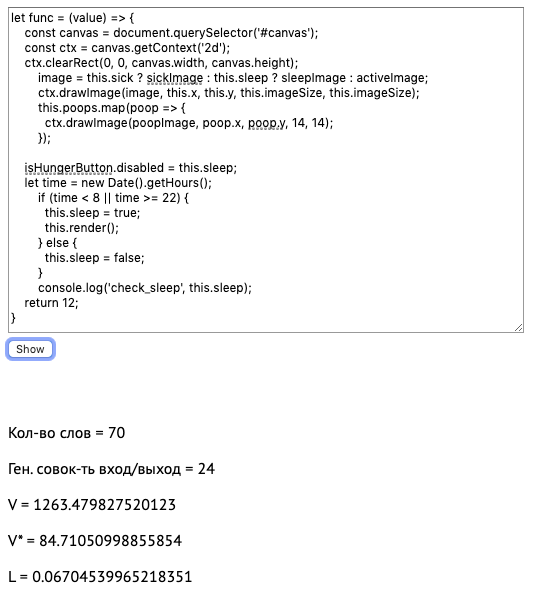 let func = (value) => {
    const canvas = document.querySelector('#canvas');
    const ctx = canvas.getContext('2d');
    ctx.clearRect(0, 0, canvas.width, canvas.height);
        image = this.sick ? sickImage : this.sleep ? sleepImage : activeImage;
        ctx.drawImage(image, this.x, this.y, this.imageSize, this.imageSize);
        this.poops.map(poop => {
          ctx.drawImage(poopImage, poop.x, poop.y, 14, 14);
        });

    isHungerButton.disabled = this.sleep;
    let time = new Date().getHours();
        if (time < 8 || time >= 22) {
          this.sleep = true;
          this.render();
        } else {
          this.sleep = false;
        }
        console.log('check_sleep', this.sleep);
    return 12;
}
Show
Кол-во слов = 70
Ген. совок-ть вход/выход = 24
V = 1263.479827520123
V* = 84.71050998855854
L = 0.06704539965218351